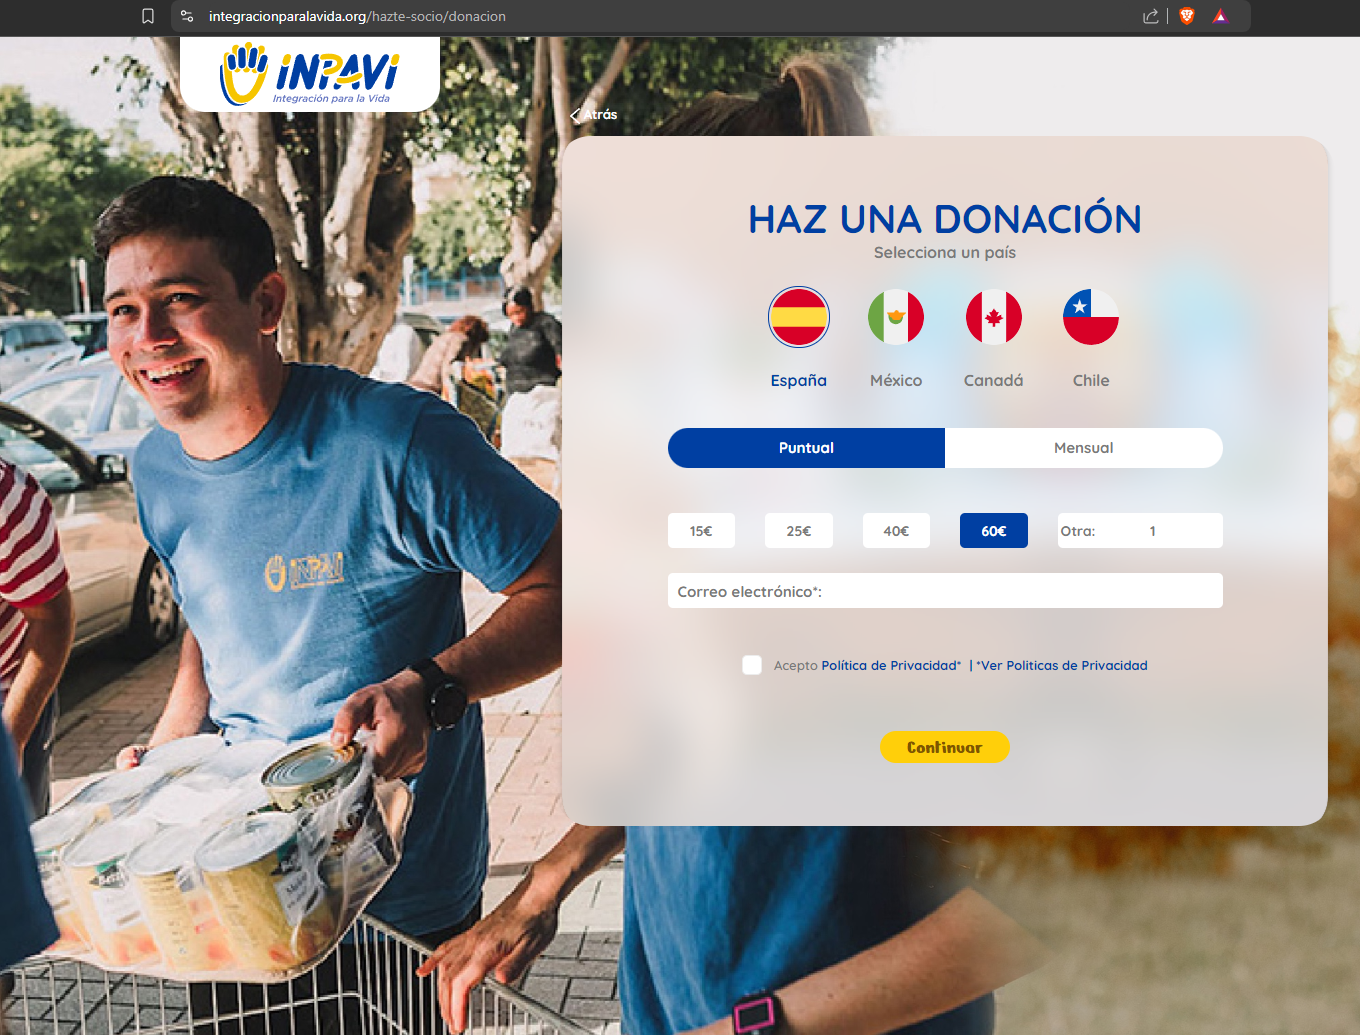 integracionparalavida.org/hazte-socio/donacion
INPAVI
Integración para la Vida
Atrás
HAZ UNA DONACIÓN
Selecciona un país
España México Canadá Chile
Puntual Mensual
15€ 25€ 40€ 60€ Otra: 1
Correo electrónico*:
Acepto Política de Privacidad* | *Ver Politicas de Privacidad
Continuar